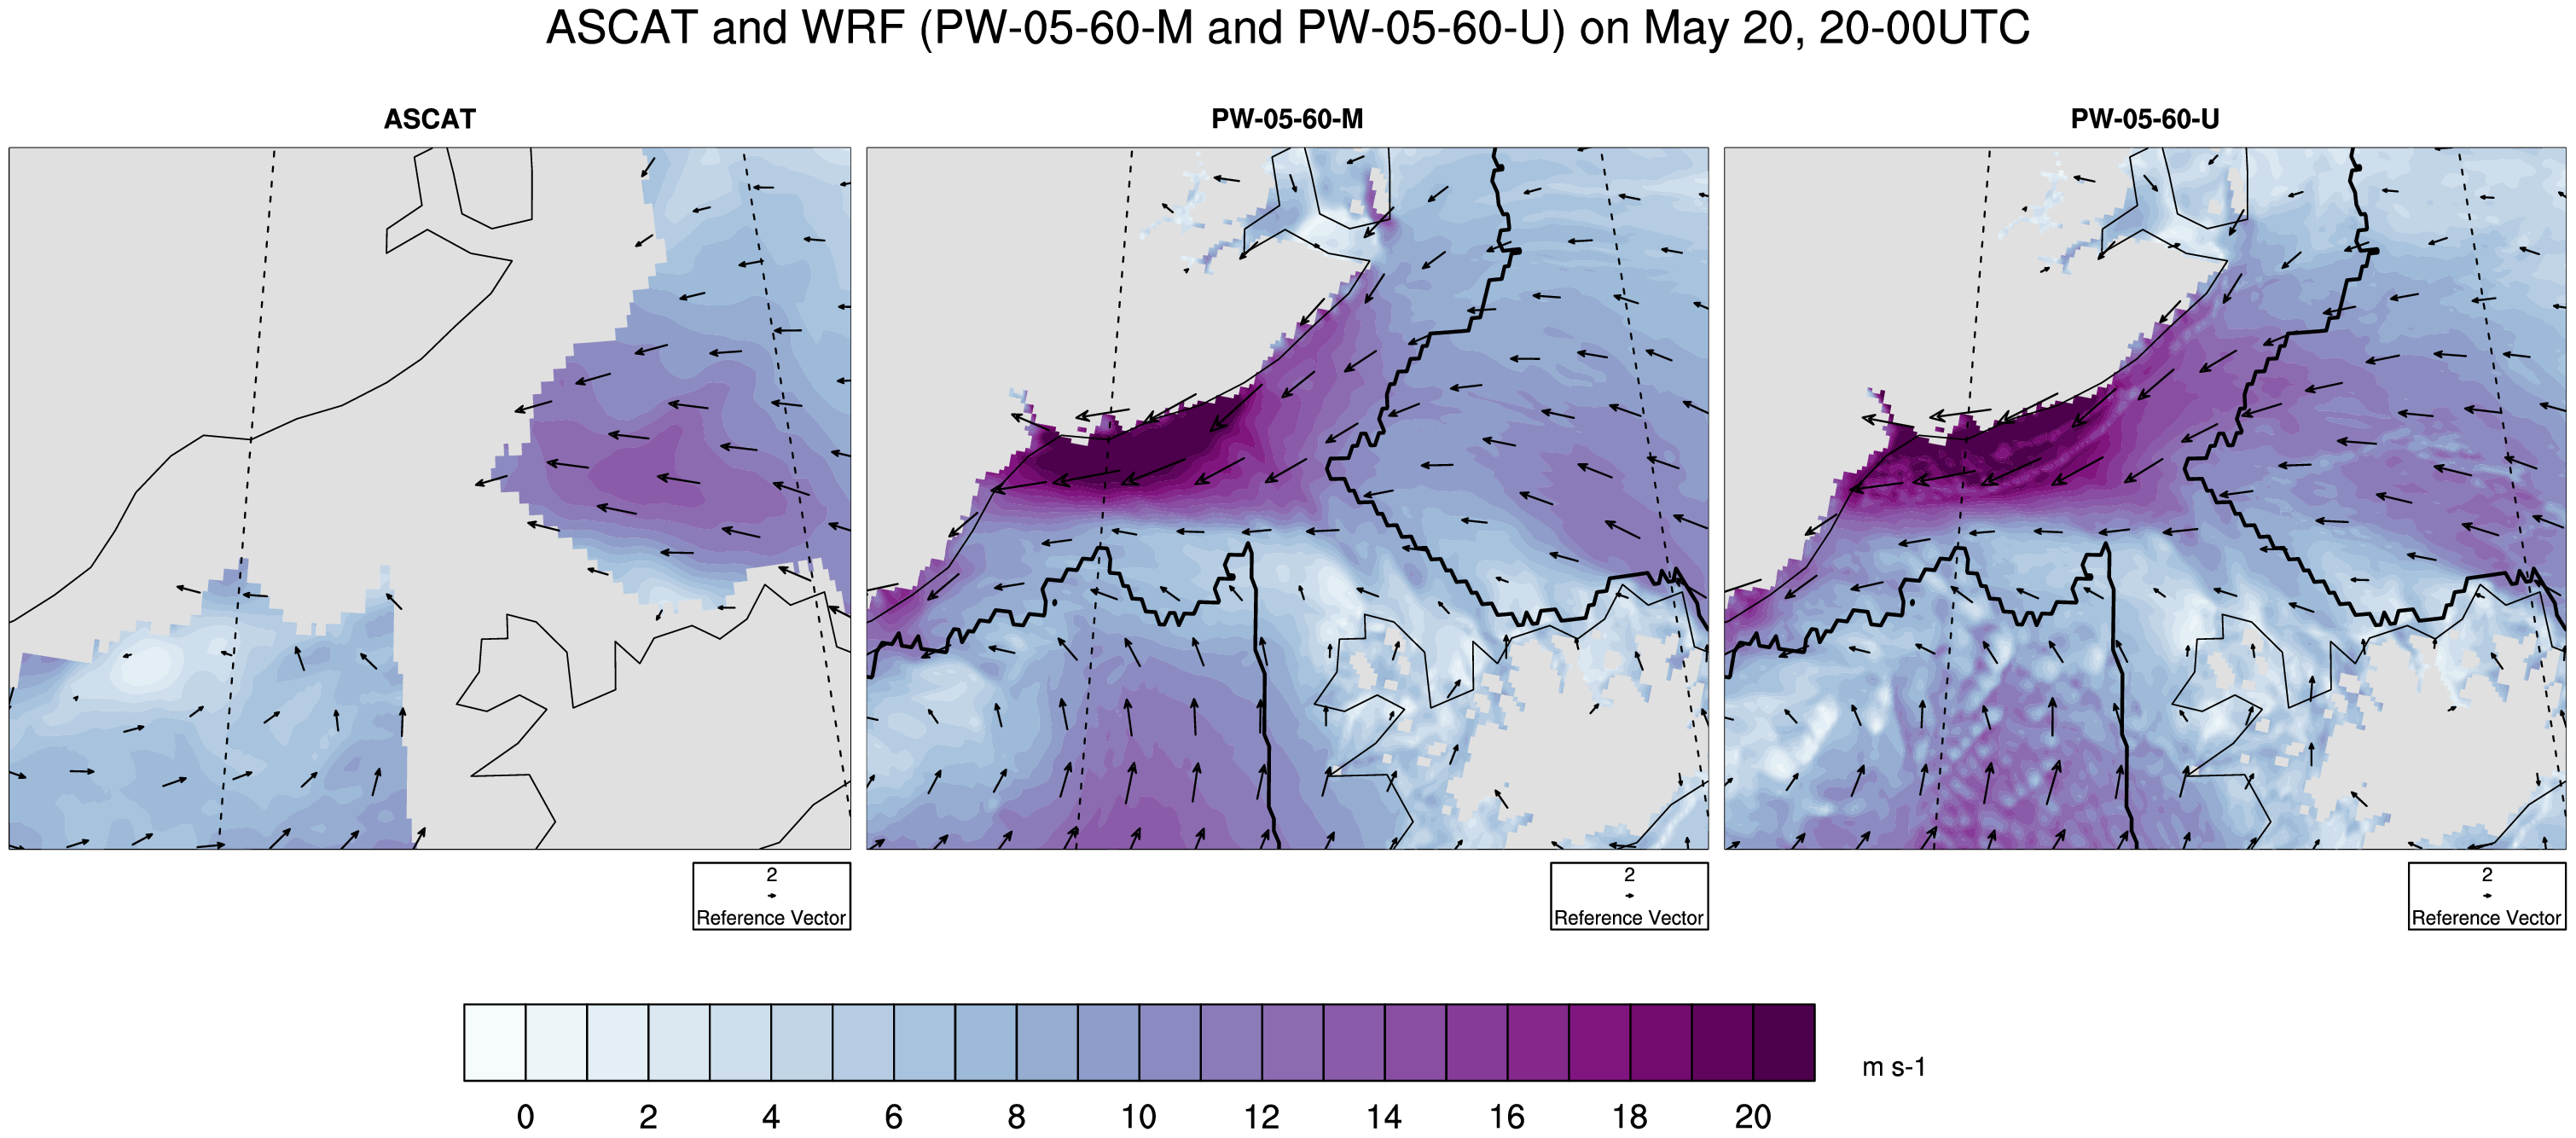 ASCAT and WRF (PW-05-60-M and PW-05-60-U) on May 20, 20-00UTC
ASCAT
PW-05-60-M
PW-05-60-U
2
Reference Vector
2
Reference Vector
2
Reference Vector
m s-1
0 2 4 6 8 10 12 14 16 18 20